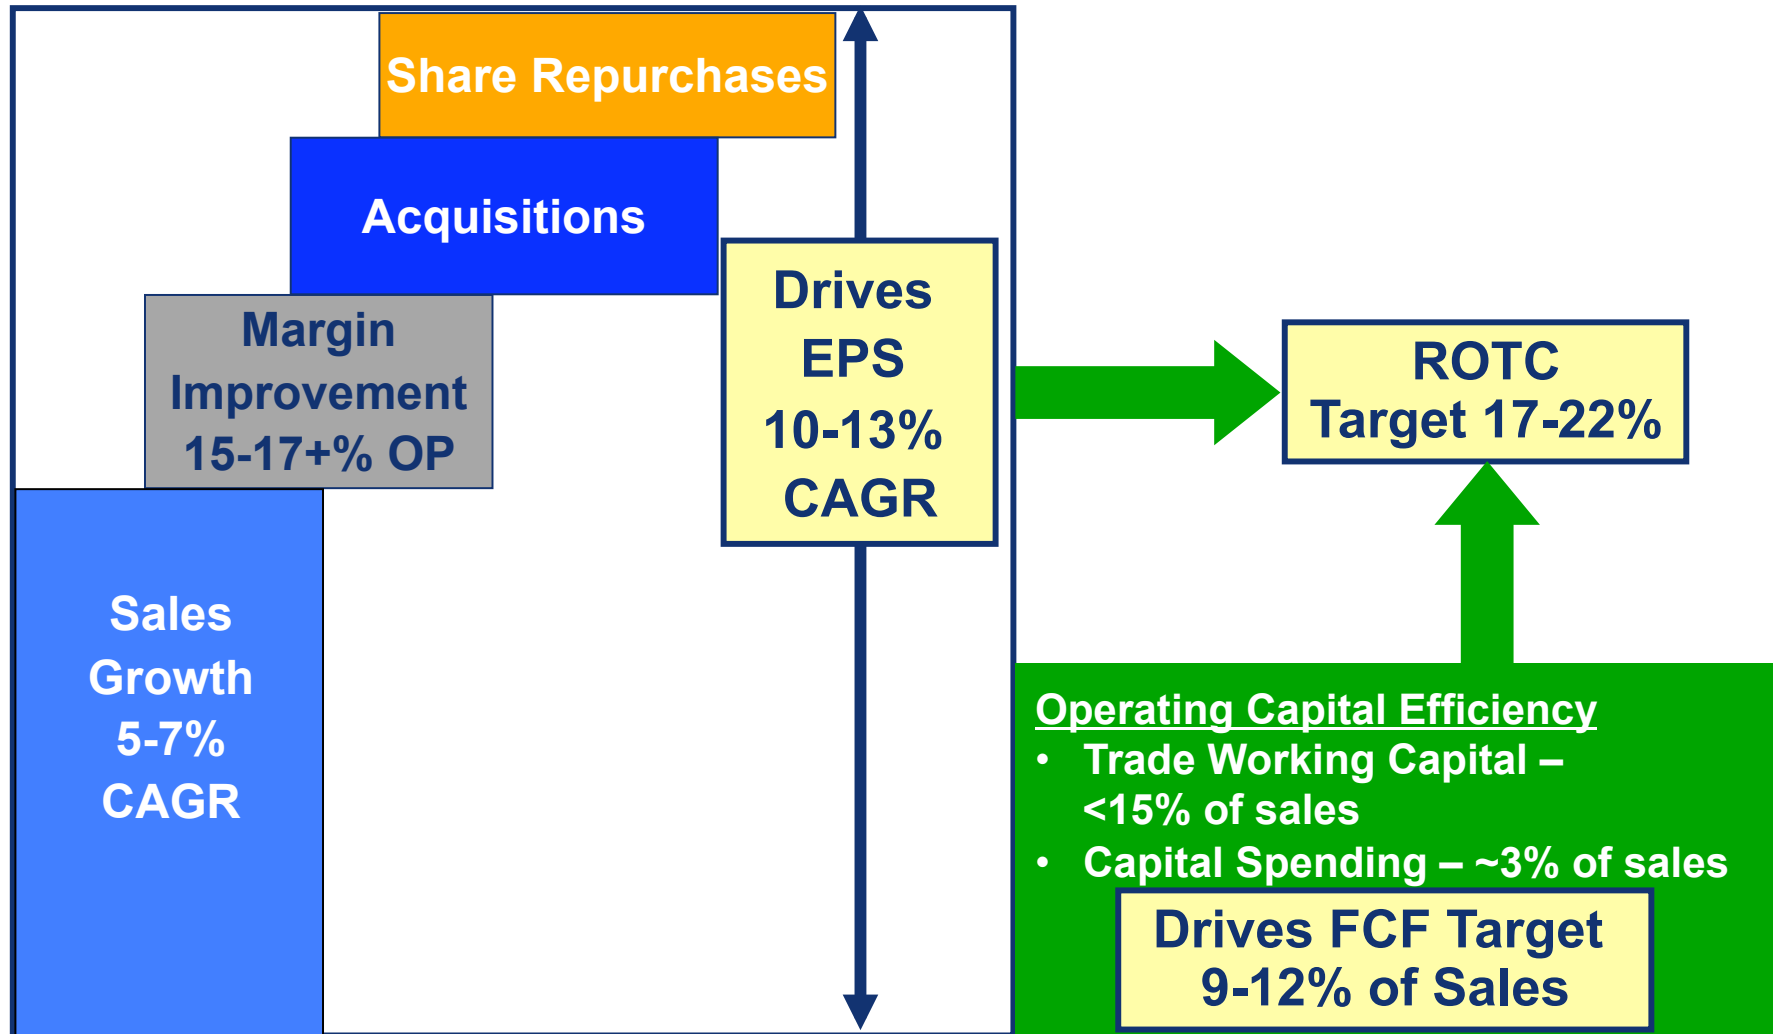 Share Repurchases
Acquisitions
Margin
Improvement
15-17+% OP
Sales
Growth
5-7%
CAGR
Drives
EPS
10-13%
CAGR
ROTC
Target 17-22%
Operating Capital Efficiency
• Trade Working Capital –
<15% of sales
• Capital Spending – ~3% of sales
Drives FCF Target
9-12% of Sales